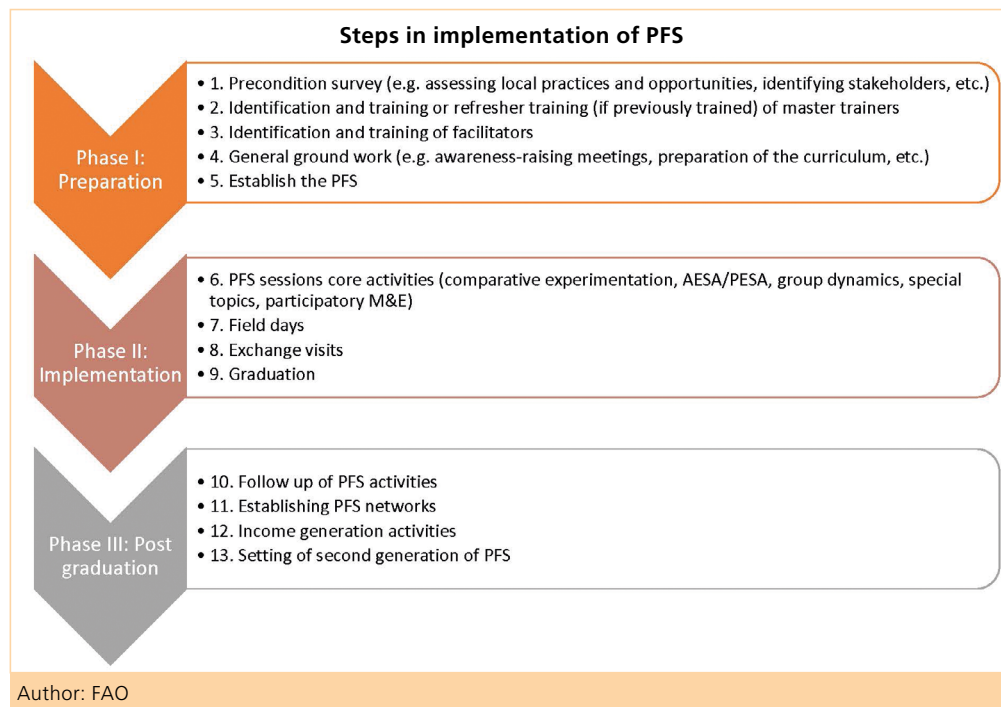 Steps in implementation of PFS
Phase I:
Preparation
• 1. Precondition survey (e.g. assessing local practices and opportunities, identifying stakeholders, etc.)
• 2. Identification and training or refresher training (if previously trained) of master trainers
• 3. Identification and training of facilitators
• 4. General ground work (e.g. awareness-raising meetings, preparation of the curriculum, etc.)
• 5. Establish the PFS
Phase II:
Implementation
• 6. PFS sessions core activities (comparative experimentation, AESA/PESA, group dynamics, special
topics, participatory M&E)
• 7. Field days
• 8. Exchange visits
• 9. Graduation
Phase III: Post
graduation
• 10. Follow up of PFS activities
• 11. Establishing PFS networks
• 12. Income generation activities
• 13. Setting of second generation of PFS
Author: FAO